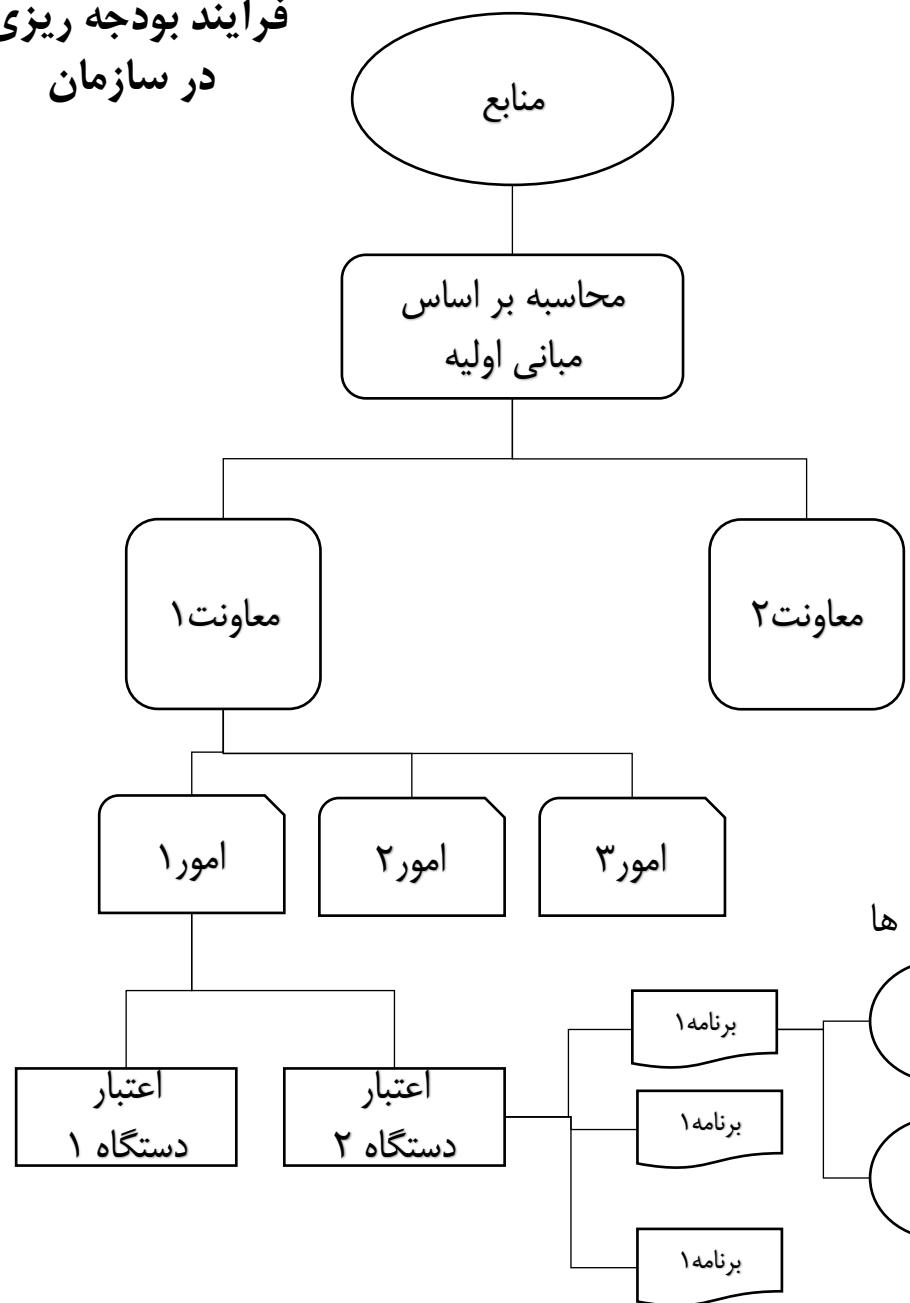 فرآیند بودجه ریزی
در سازمان
منابع
محاسبه بر اساس
مبانی اولیه
معاونت۱
معاونت۲
امور۱
امور۲
امور۳
ها
اعتبار
دستگاه ۱
اعتبار
دستگاه ۲
برنامه۱
برنامه۱
برنامه۱